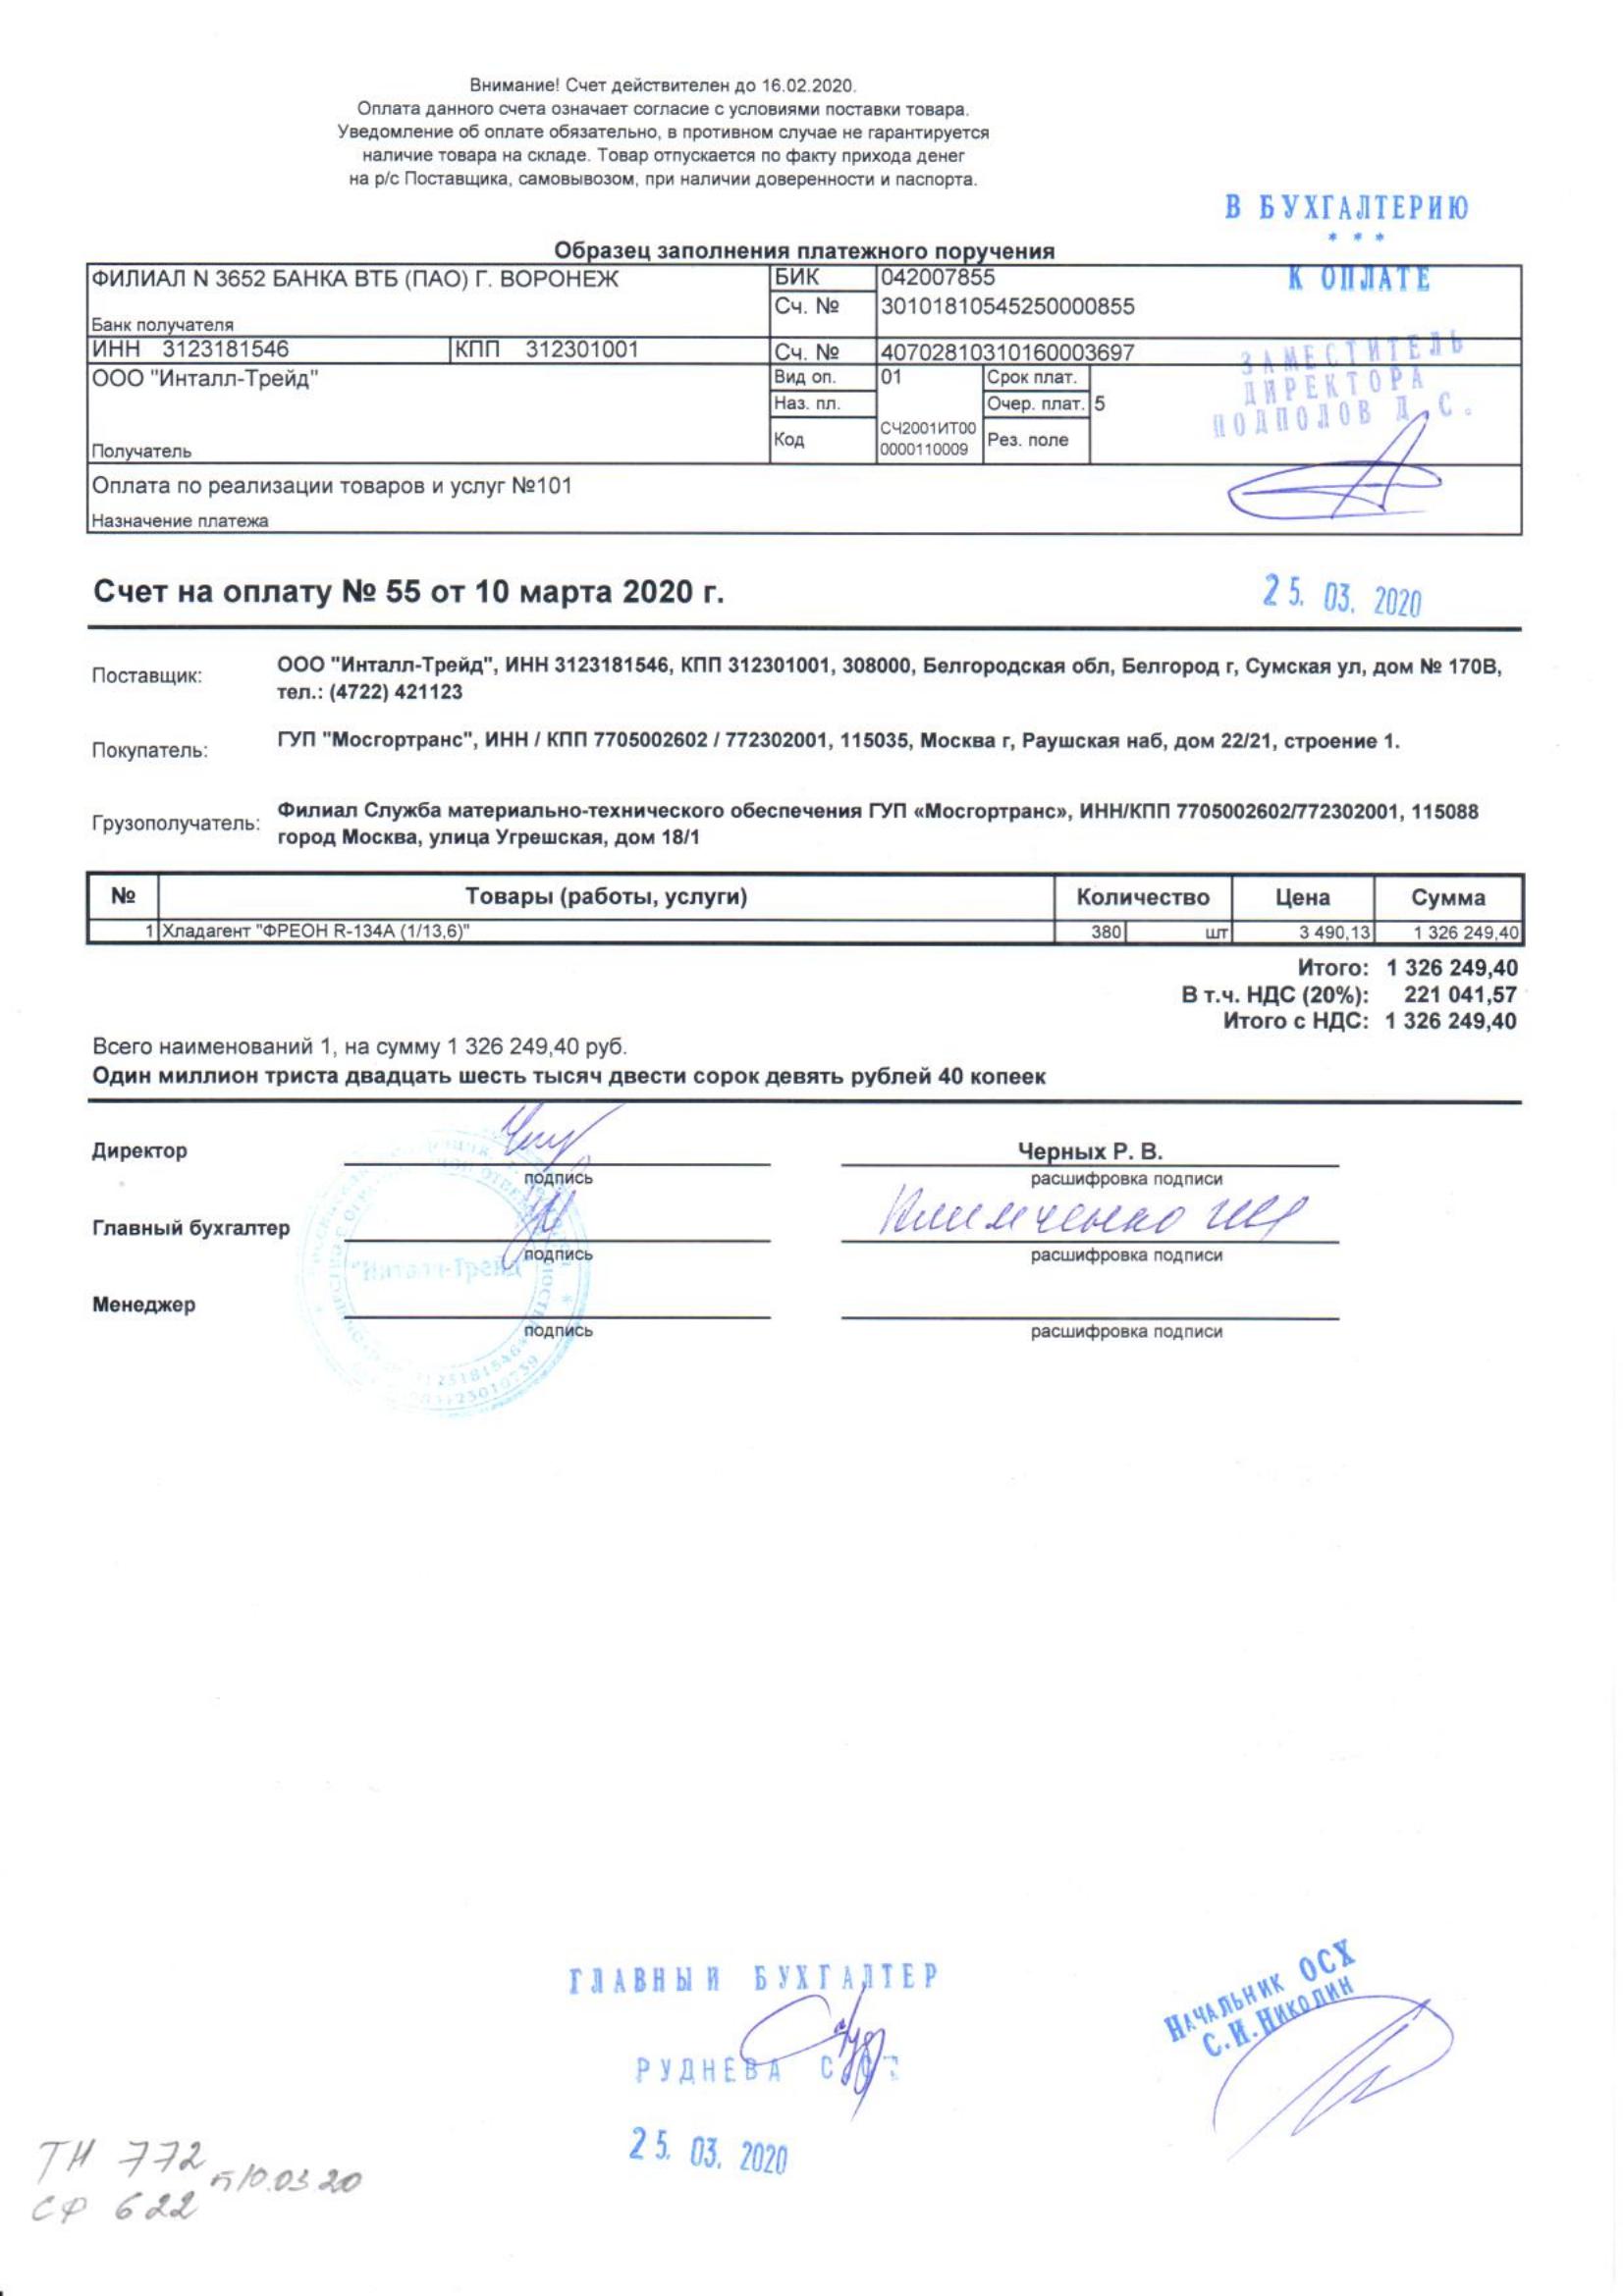 Внимание! Счет действителен до 16.02.2020.
Оплата данного счета означает согласие с условиями поставки товара.
Уведомление об оплате обязательно, в противном случае не гарантируется
наличие товара на складе. Товар отпускается по факту прихода денег
на р/с Поставщика, самовывозом, при наличии доверенности и паспорта.
В БУХГАЛТЕРИЮ
* * *
К ОПЛАТЕ
Образец заполнения платежного поручения
ФИЛИАЛ N 3652 БАНКА ВТБ (ПАО) Г. ВОРОНЕЖ БИК 042007855
Сч. № 30101810545250000855
Банк получателя
ИНН 3123181546 КПП 312301001 Сч. № 40702810310160003697
ЗАМЕСТИТЕЛЬ
ДИРЕКТОРА
ПОДПОЛОВ Д.С.
ООО "Инталл-Трейд" Вид оп. 01 Срок плат.
Наз. пл. Очер. плат. 5
Код СЧ2001ИТ00 Рез. поле
0000110009
Получатель
Оплата по реализации товаров и услуг №101
Назначение платежа
Счет на оплату № 55 от 10 марта 2020 г.
25. 03. 2020
Поставщик: ООО "Инталл-Трейд", ИНН 3123181546, КПП 312301001, 308000, Белгородская обл, Белгород г, Сумская ул, дом № 170В,
тел.: (4722) 421123
Покупатель: ГУП "Мосгортранс", ИНН / КПП 7705002602 / 772302001, 115035, Москва г, Раушская наб, дом 22/21, строение 1.
Грузополучатель: Филиал Служба материально-технического обеспечения ГУП «Мосгортранс», ИНН/КПП 7705002602/772302001, 115088
город Москва, улица Угрешская, дом 18/1
№ Товары (работы, услуги) Количество Цена Сумма
1 Хладагент "ФРЕОН R-134A (1/13,6)" 380 шт 3 490,13 1 326 249,40
Итого: 1 326 249,40
В т.ч. НДС (20%): 221 041,57
Итого с НДС: 1 326 249,40
Всего наименований 1, на сумму 1 326 249,40 руб.
Один миллион триста двадцать шесть тысяч двести сорок девять рублей 40 копеек
Директор Черных Р. В.
подпись расшифровка подписи
Главный бухгалтер Климченко
подпись расшифровка подписи
"Инталл-Трейд"
Менеджер
подпись расшифровка подписи
ГЛАВНЫЙ БУХГАЛТЕР
РУДНЕВА
25. 03. 2020
НАЧАЛЬНИК ОСХ
С.И.НИКОЛИН
ТН 772
10.03.20
СФ 622